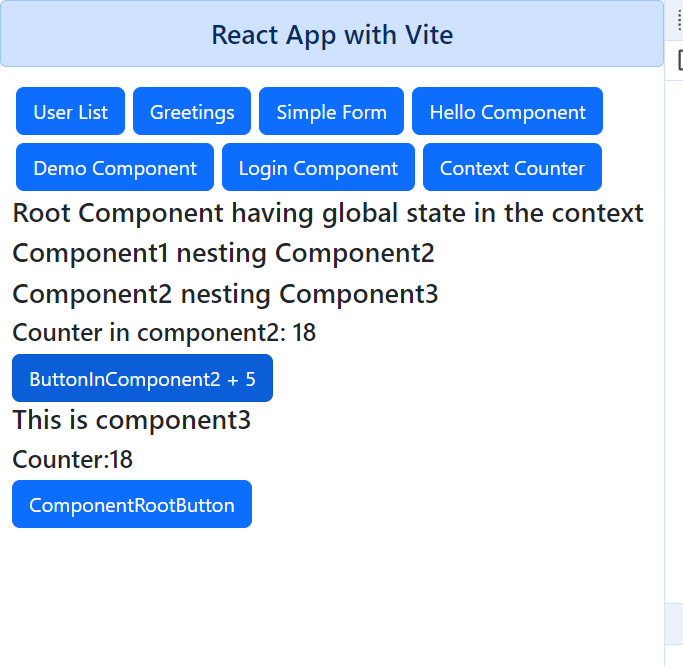 React App with Vite
User List Greetings Simple Form Hello Component
Demo Component Login Component Context Counter
Root Component having global state in the context
Component1 nesting Component2
Component2 nesting Component3
Counter in component2: 18
ButtonInComponent2 + 5
This is component3
Counter:18
ComponentRootButton